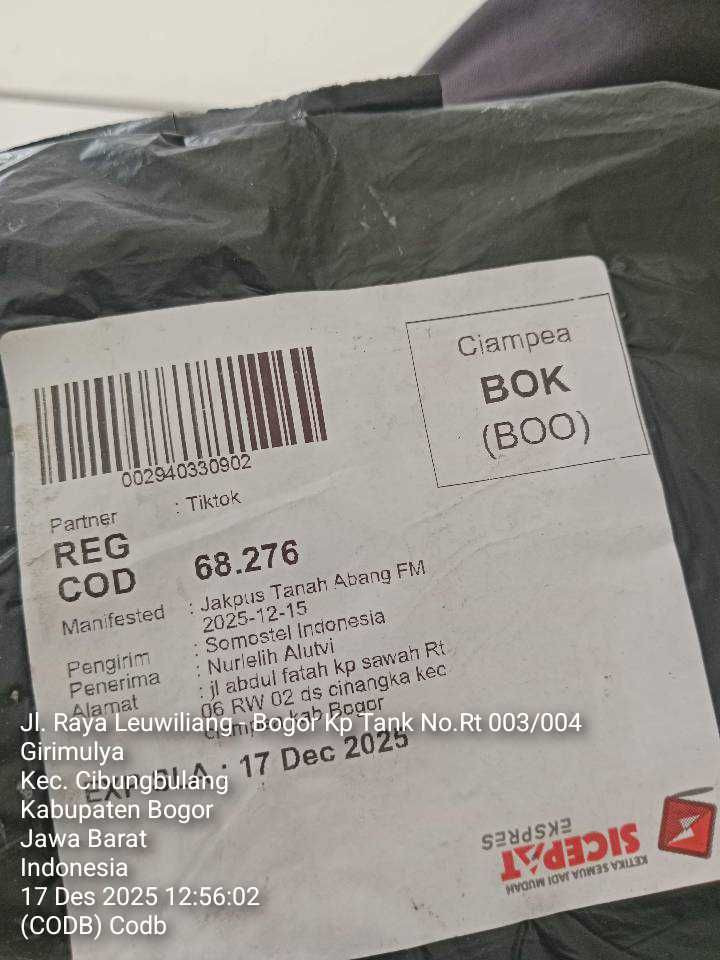 Ciampea
BOK
(BOO)
002940330902
Partner : Tiktok
REG
COD 68.276
Manifested : Jakpus Tanah Abang FM
2025-12-15
Pengirim : Somostel Indonesia
Penerima : Nurlelih Alutvi
Alamat : jl abdul fatah kp sawah Rt
06 RW 02 ds cinangka kec
kab Bogor
: 17 Dec 2025
SICEPAT
EKSPRES
KETIKA SEMUA JADI MUDAH
Jl. Raya Leuwiliang - Bogor Kp Tank No.Rt 003/004
Girimulya
Kec. Cibungbulang
Kabupaten Bogor
Jawa Barat
Indonesia
17 Des 2025 12:56:02
(CODB) Codb